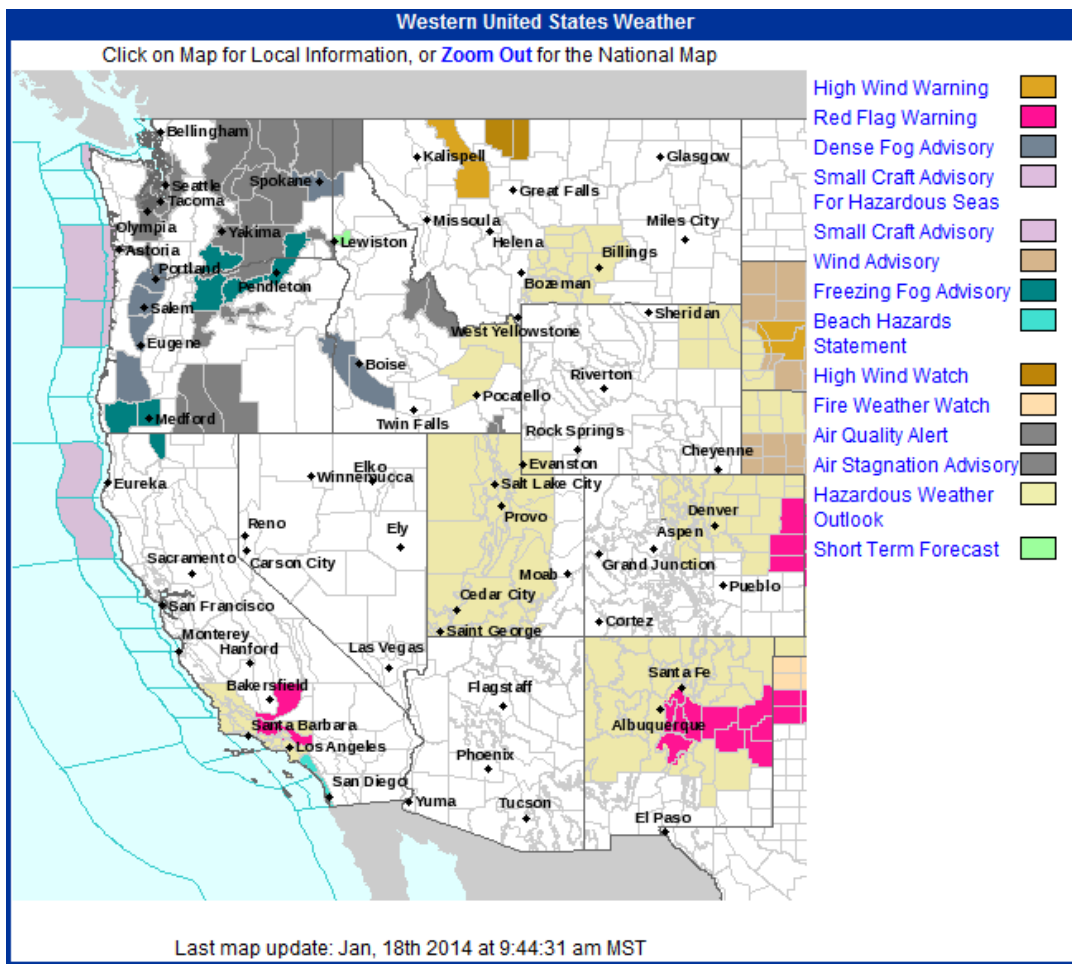 Western United States Weather
Click on Map for Local Information, or Zoom Out for the National Map
High Wind Warning
Red Flag Warning
Dense Fog Advisory
Small Craft Advisory
For Hazardous Seas
Small Craft Advisory
Wind Advisory
Freezing Fog Advisory
Beach Hazards
Statement
High Wind Watch
Fire Weather Watch
Air Quality Alert
Air Stagnation Advisory
Hazardous Weather
Outlook
Short Term Forecast
Bellingham
Kalispell
Glasgow
Seattle
Spokane
Great Falls
Tacoma
Olympia
Yakima
Lewiston
Missoula
Helena
Miles City
Astoria
Portland
Pendleton
Billings
Bozeman
Salem
West Yellowstone
Sheridan
Eugene
Boise
Riverton
Pocatello
Medford
Twin Falls
Rock Springs
Cheyenne
Evanston
Eureka
Winnemucca
Elko
Salt Lake City
Provo
Denver
Reno
Ely
Aspen
Carson City
Grand Junction
Sacramento
Moab
Pueblo
San Francisco
Cedar City
Cortez
Monterey
Saint George
Hanford
Las Vegas
Bakersfield
Flagstaff
Santa Fe
Santa Barbara
Albuquerque
Los Angeles
Phoenix
San Diego
Yuma
Tucson
El Paso
Last map update: Jan, 18th 2014 at 9:44:31 am MST